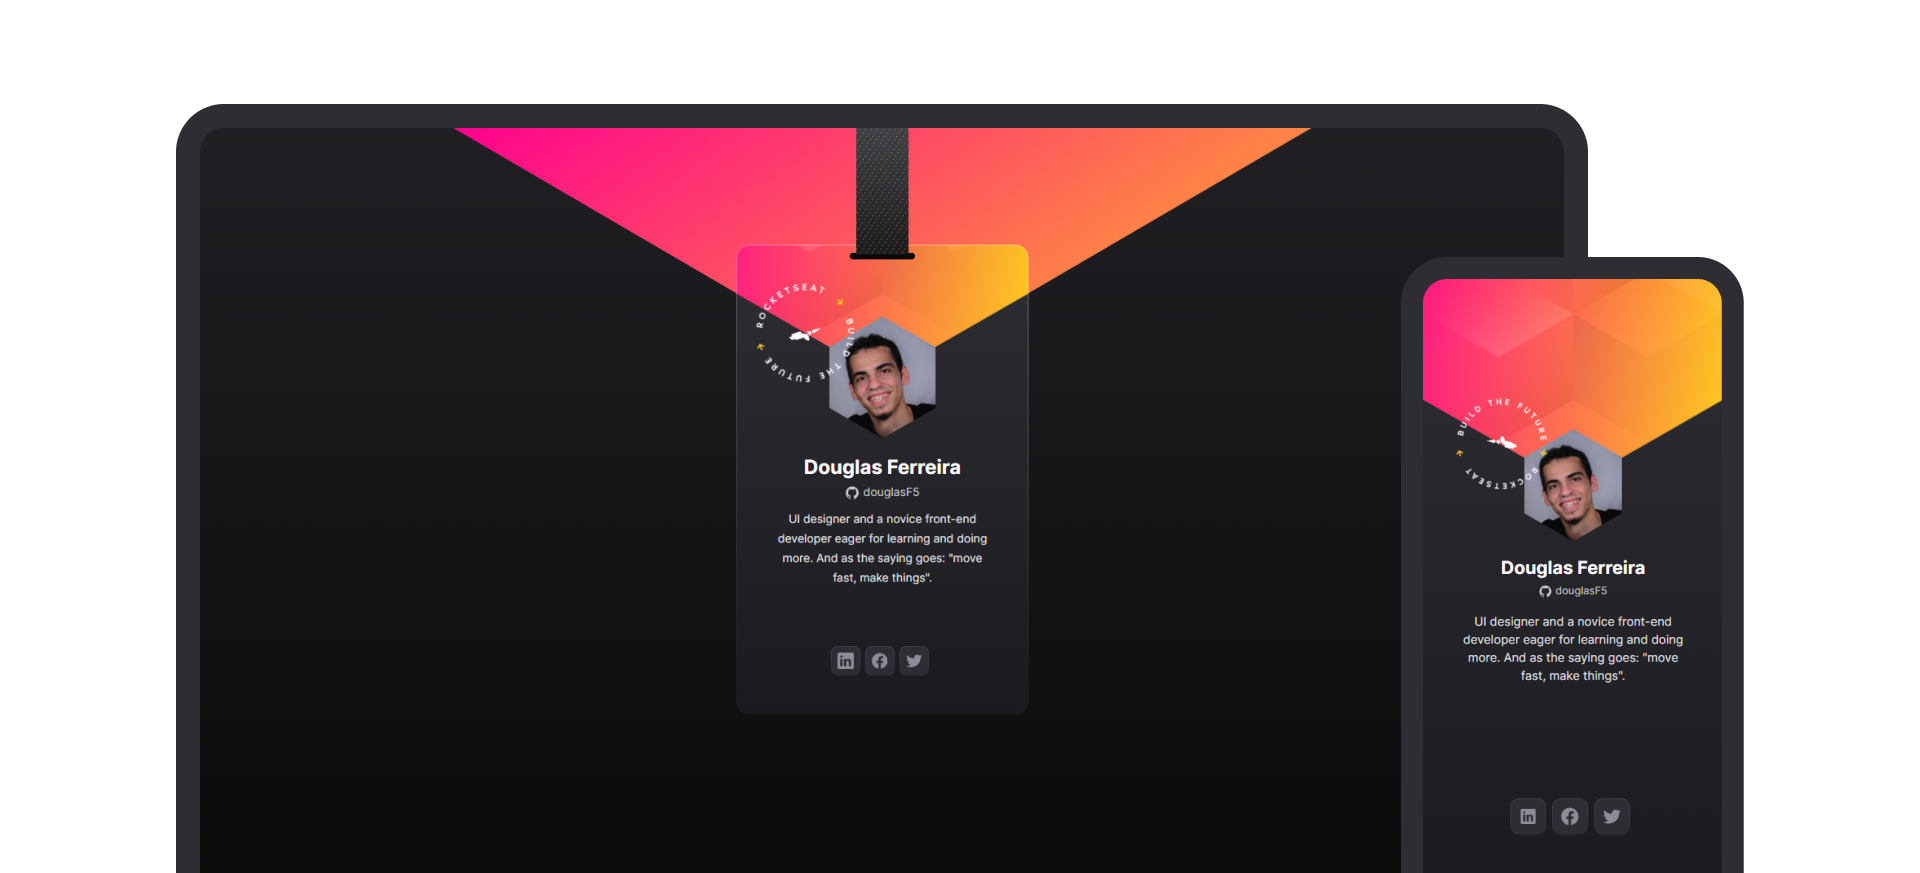 ROCKETSEAT
BUILD THE FUTURE
Douglas Ferreira
douglasF5
UI designer and a novice front-end
developer eager for learning and doing
more. And as the saying goes: "move
fast, make things".
in
BUILD THE FUTURE
ROCKETSEAT
Douglas Ferreira
douglasF5
UI designer and a novice front-end
developer eager for learning and doing
more. And as the saying goes: "move
fast, make things".
in